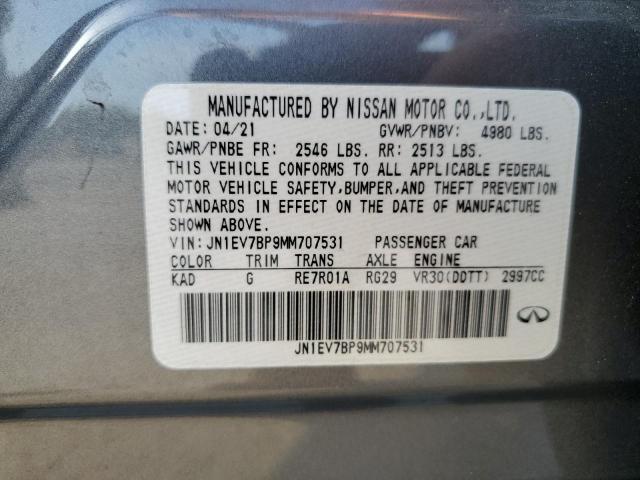 MANUFACTURED BY NISSAN MOTOR CO.,LTD.
DATE: 04/21 GVWR/PNBV: 4980 LBS.
GAWR/PNBE FR: 2546 LBS. RR: 2513 LBS.
THIS VEHICLE CONFORMS TO ALL APPLICABLE FEDERAL
MOTOR VEHICLE SAFETY,BUMPER,AND THEFT PREVENTION
STANDARDS IN EFFECT ON THE DATE OF MANUFACTURE
SHOWN ABOVE.
VIN: JN1EV7BP9MM707531 PASSENGER CAR
COLOR TRIM TRANS AXLE ENGINE
KAD G RE7R01A RG29 VR30(DDTT) 2997CC
JN1EV7BP9MM707531